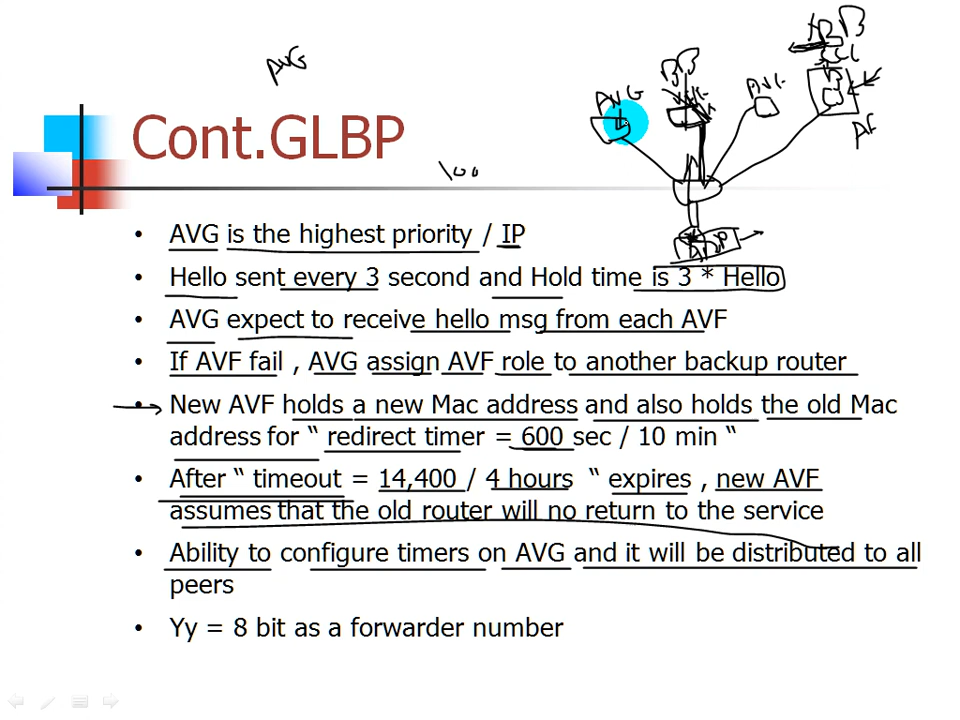 AVG
AVG
AVF
100
Cont.GLBP
• AVG is the highest priority / IP
• Hello sent every 3 second and Hold time is 3 * Hello
• AVG expect to receive hello msg from each AVF
• If AVF fail , AVG assign AVF role to another backup router
• New AVF holds a new Mac address and also holds the old Mac
address for “ redirect timer = 600 sec / 10 min “
• After “ timeout = 14,400 / 4 hours “ expires , new AVF
assumes that the old router will no return to the service
• Ability to configure timers on AVG and it will be distributed to all
peers
• Yy = 8 bit as a forwarder number